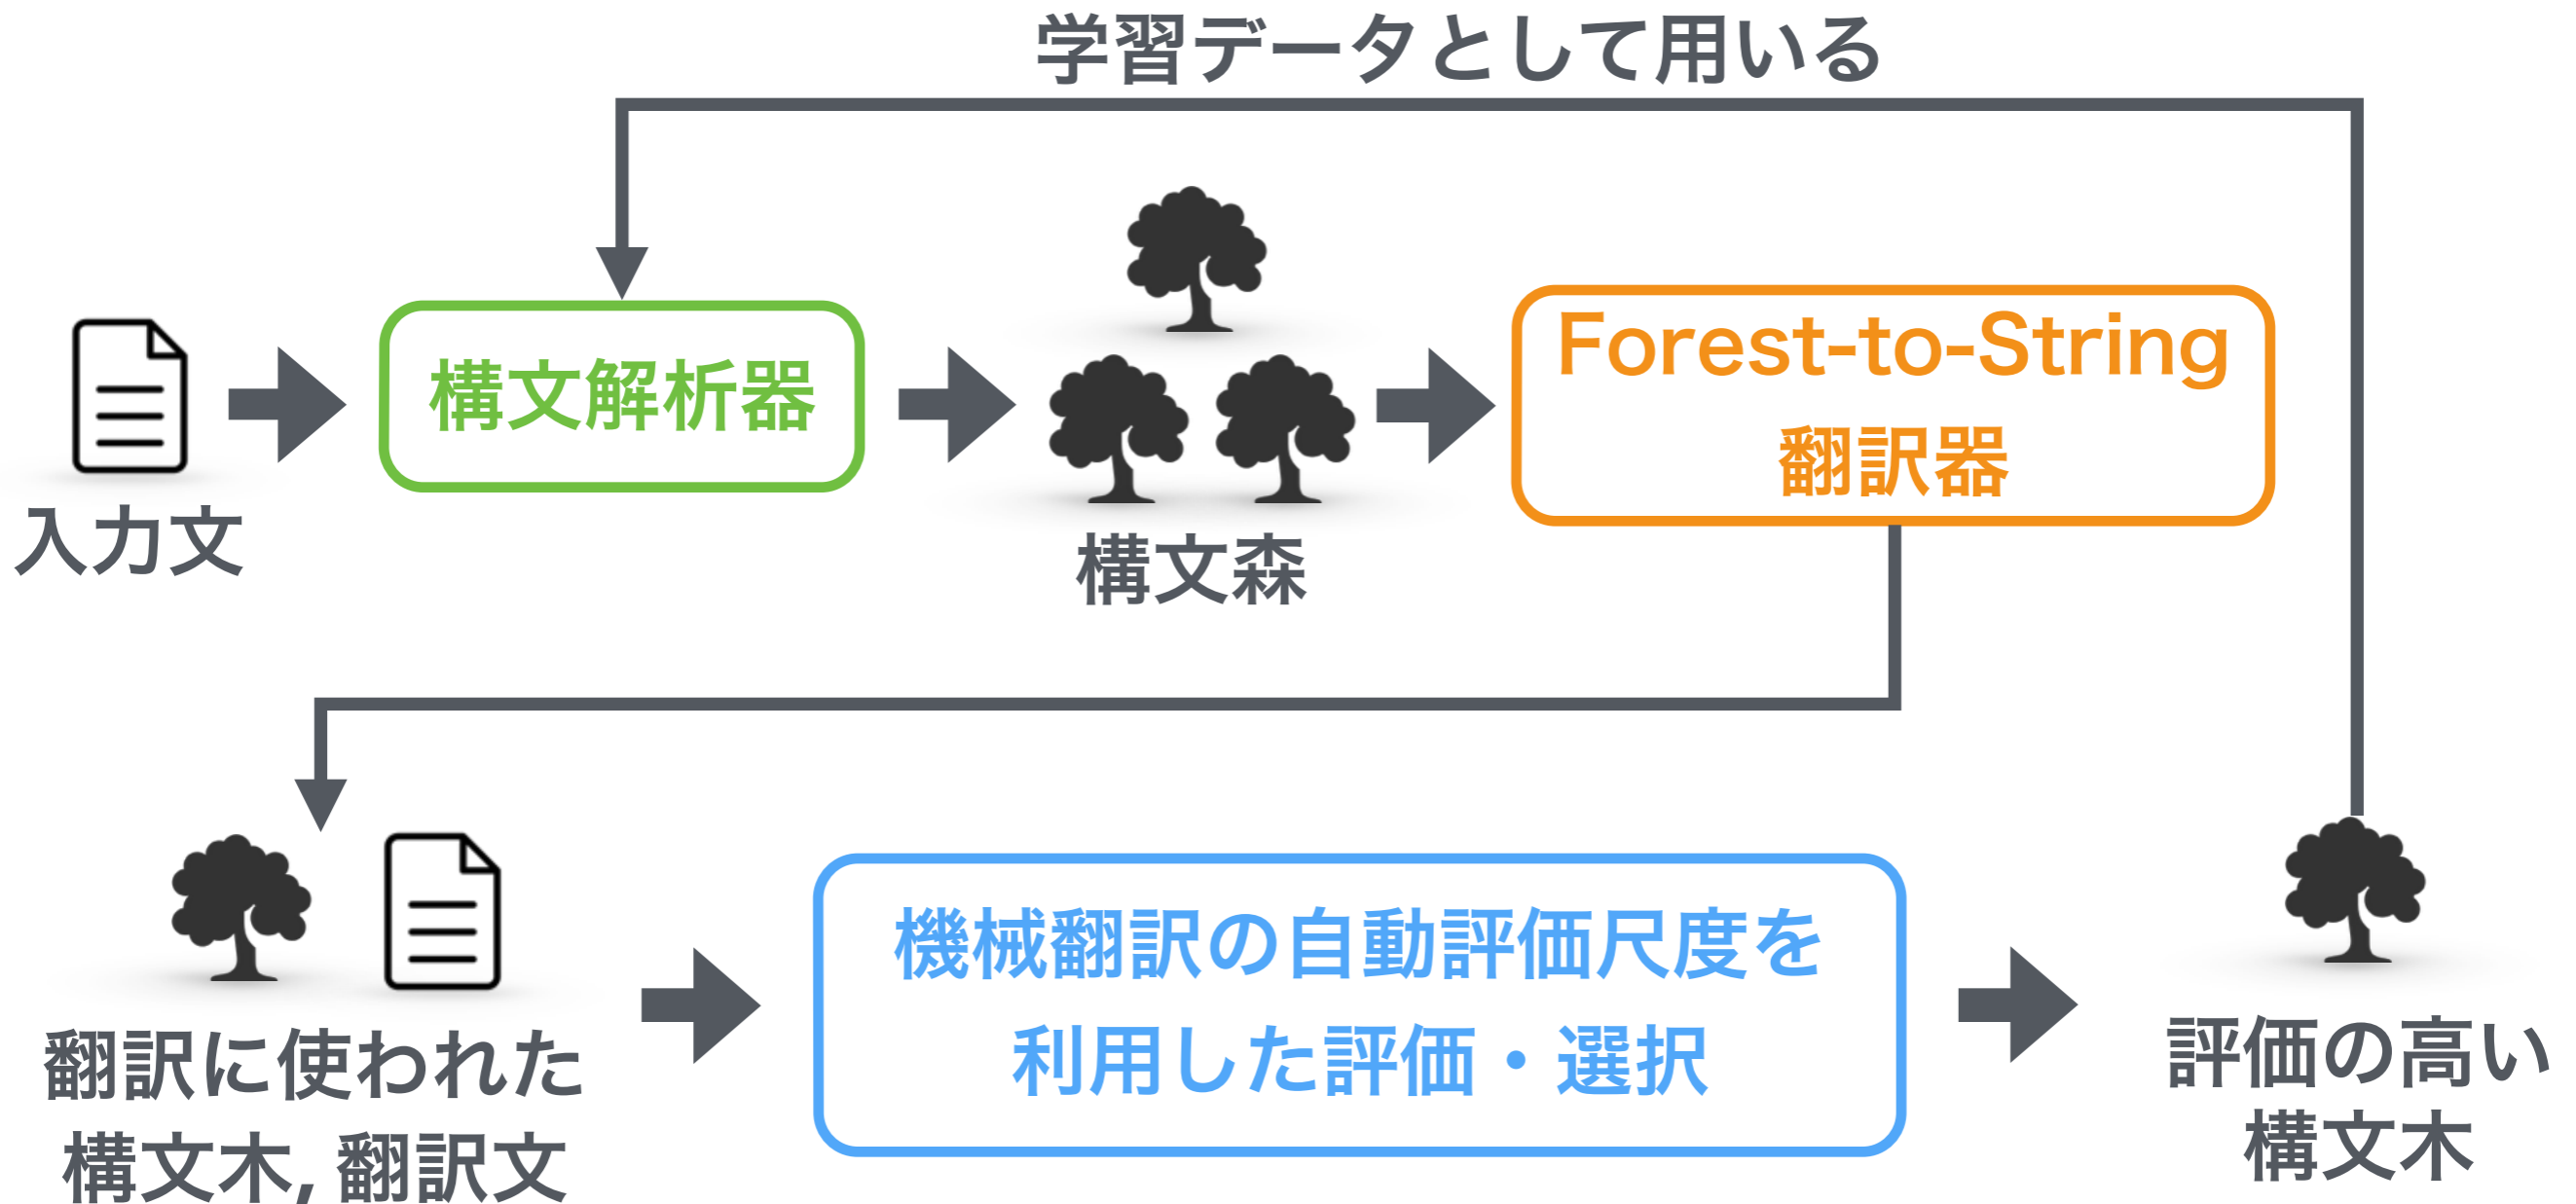 学習データとして用いる
入力文
構文解析器
構文森
Forest-to-String
翻訳器
翻訳に使われた
構文木, 翻訳文
機械翻訳の自動評価尺度を
利用した評価・選択
評価の高い
構文木